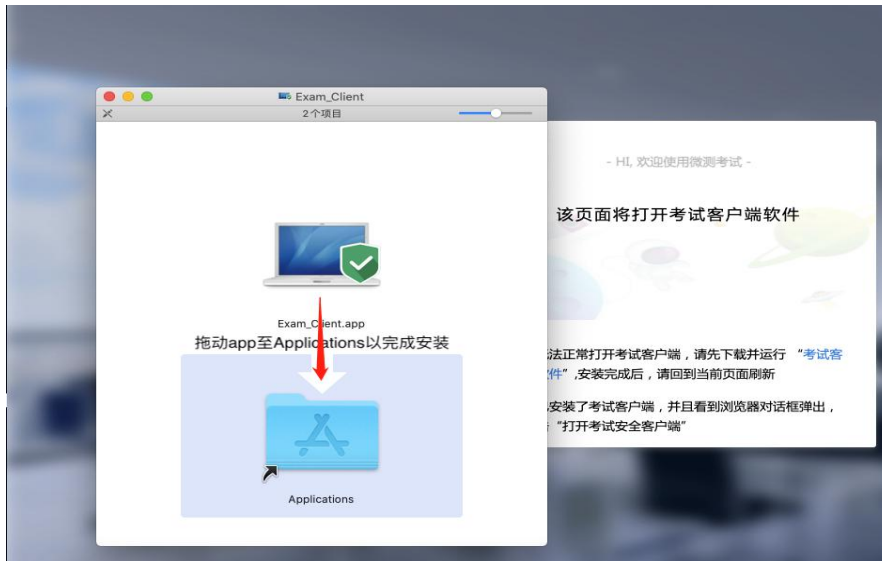 Exam_Client
2个项目
Exam_Client.app
拖动app至Applications以完成安装
Applications
- HI, 欢迎使用微测考试 -
该页面将打开考试客户端软件
法正常打开考试客户端，请先下载并运行 “考试客
件”,安装完成后，请回到当前页面刷新
安装了考试客户端，并且看到浏览器对话框弹出，
“打开考试安全客户端”